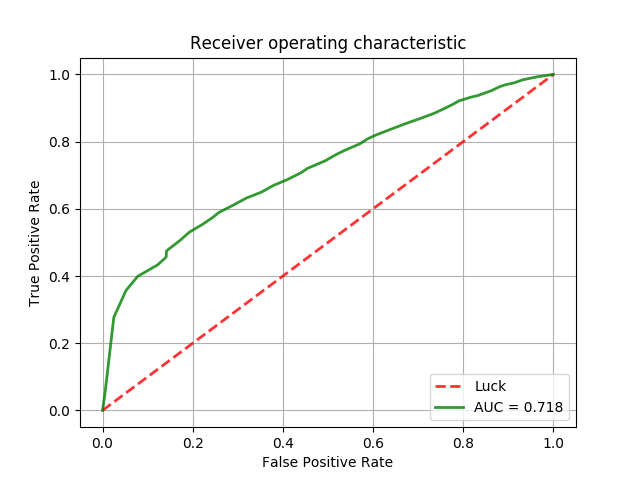 Receiver operating characteristic
True Positive Rate
1.0
0.8
0.6
0.4
0.2
0.0
Luck
AUC = 0.718
0.0 0.2 0.4 0.6 0.8 1.0
False Positive Rate